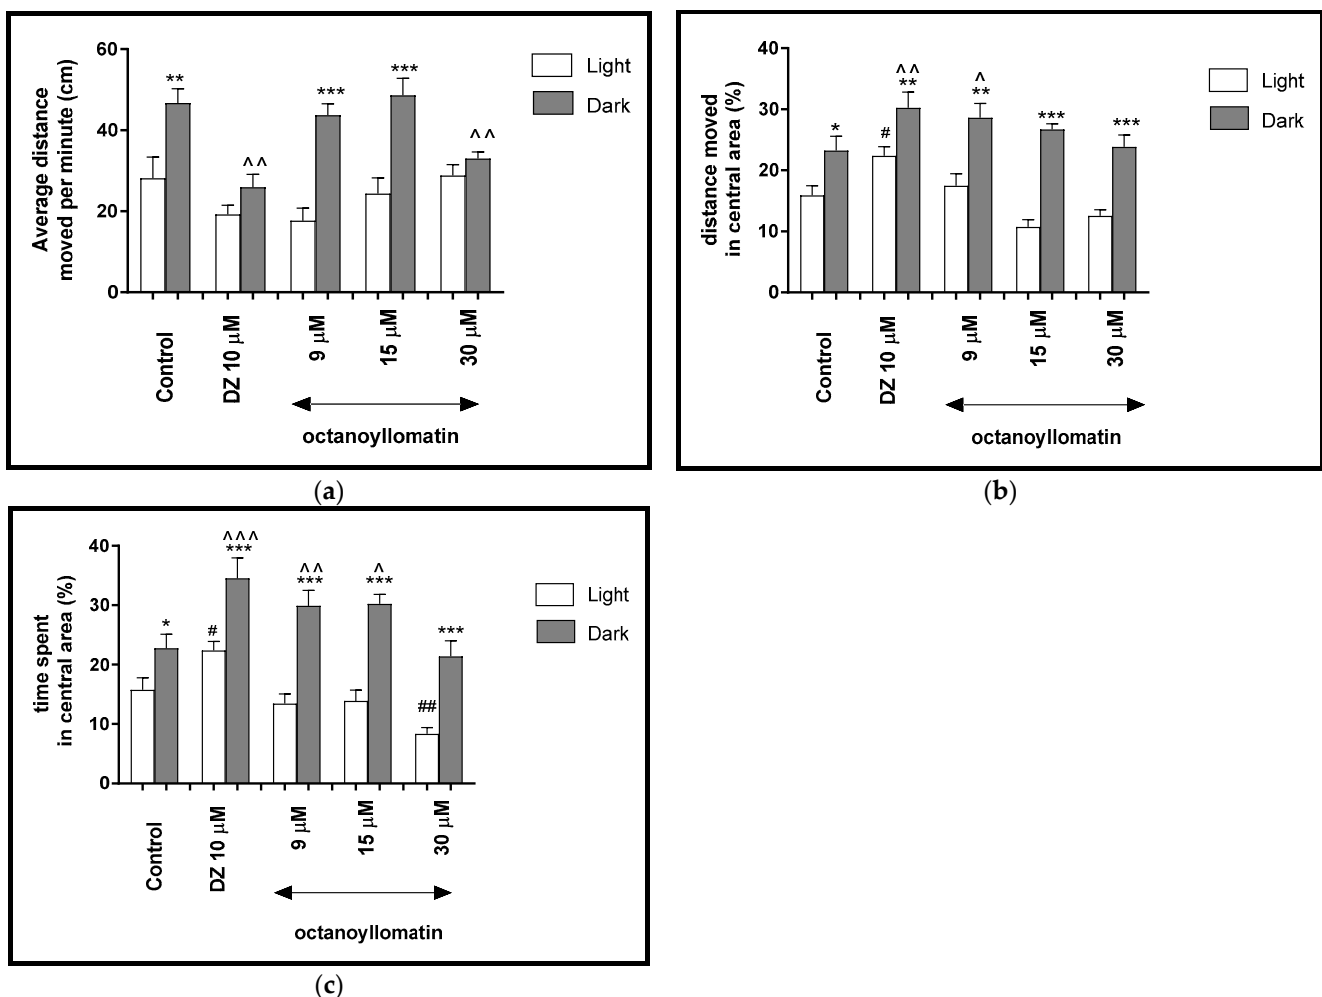 60
40
20
0
Average distance
moved per minute (cm)
**
^^
***
***
^^
Light
Dark
Control
DZ 10 µM
9 µM
15 µM
30 µM
octanoyllomatin
(a)
40
30
20
10
0
distance moved
in central area (%)
*
#
^^
**
^
**
***
***
Light
Dark
Control
DZ 10 µM
9 µM
15 µM
30 µM
octanoyllomatin
(b)
40
30
20
10
0
time spent
in central area (%)
*
#
^^^
***
^^
***
^
***
##
***
Light
Dark
Control
DZ 10 µM
9 µM
15 µM
30 µM
octanoyllomatin
(c)